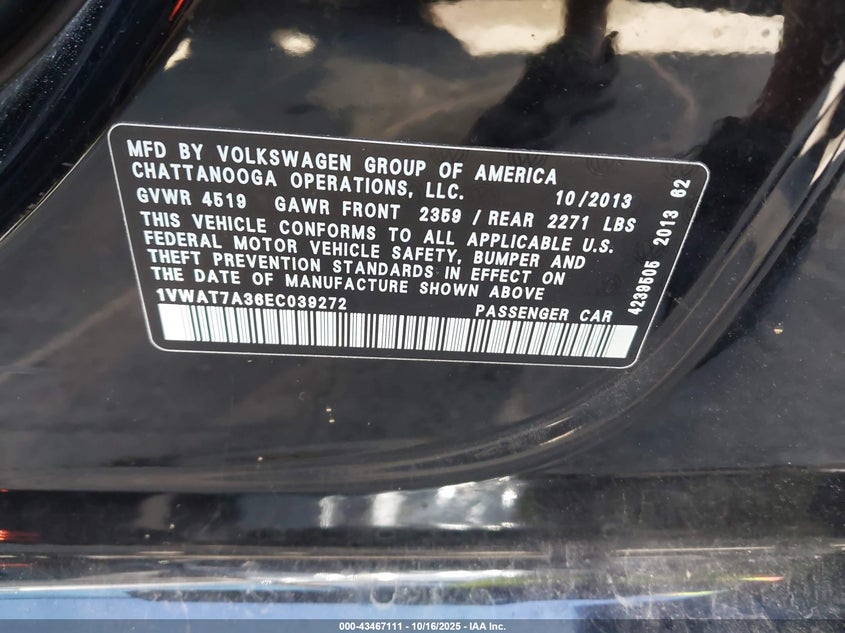 MFD BY VOLKSWAGEN GROUP OF AMERICA
CHATTANOOGA OPERATIONS, LLC. 10/2013
GVWR 4519 GAWR FRONT 2359 / REAR 2271 LBS
THIS VEHICLE CONFORMS TO ALL APPLICABLE U.S.
FEDERAL MOTOR VEHICLE SAFETY, BUMPER AND
THEFT PREVENTION STANDARDS IN EFFECT ON
THE DATE OF MANUFACTURE SHOWN ABOVE
1VWAT7A36EC039272 PASSENGER CAR
4239505 2013 62
000-43467111 - 10/16/2025 - IAA Inc.